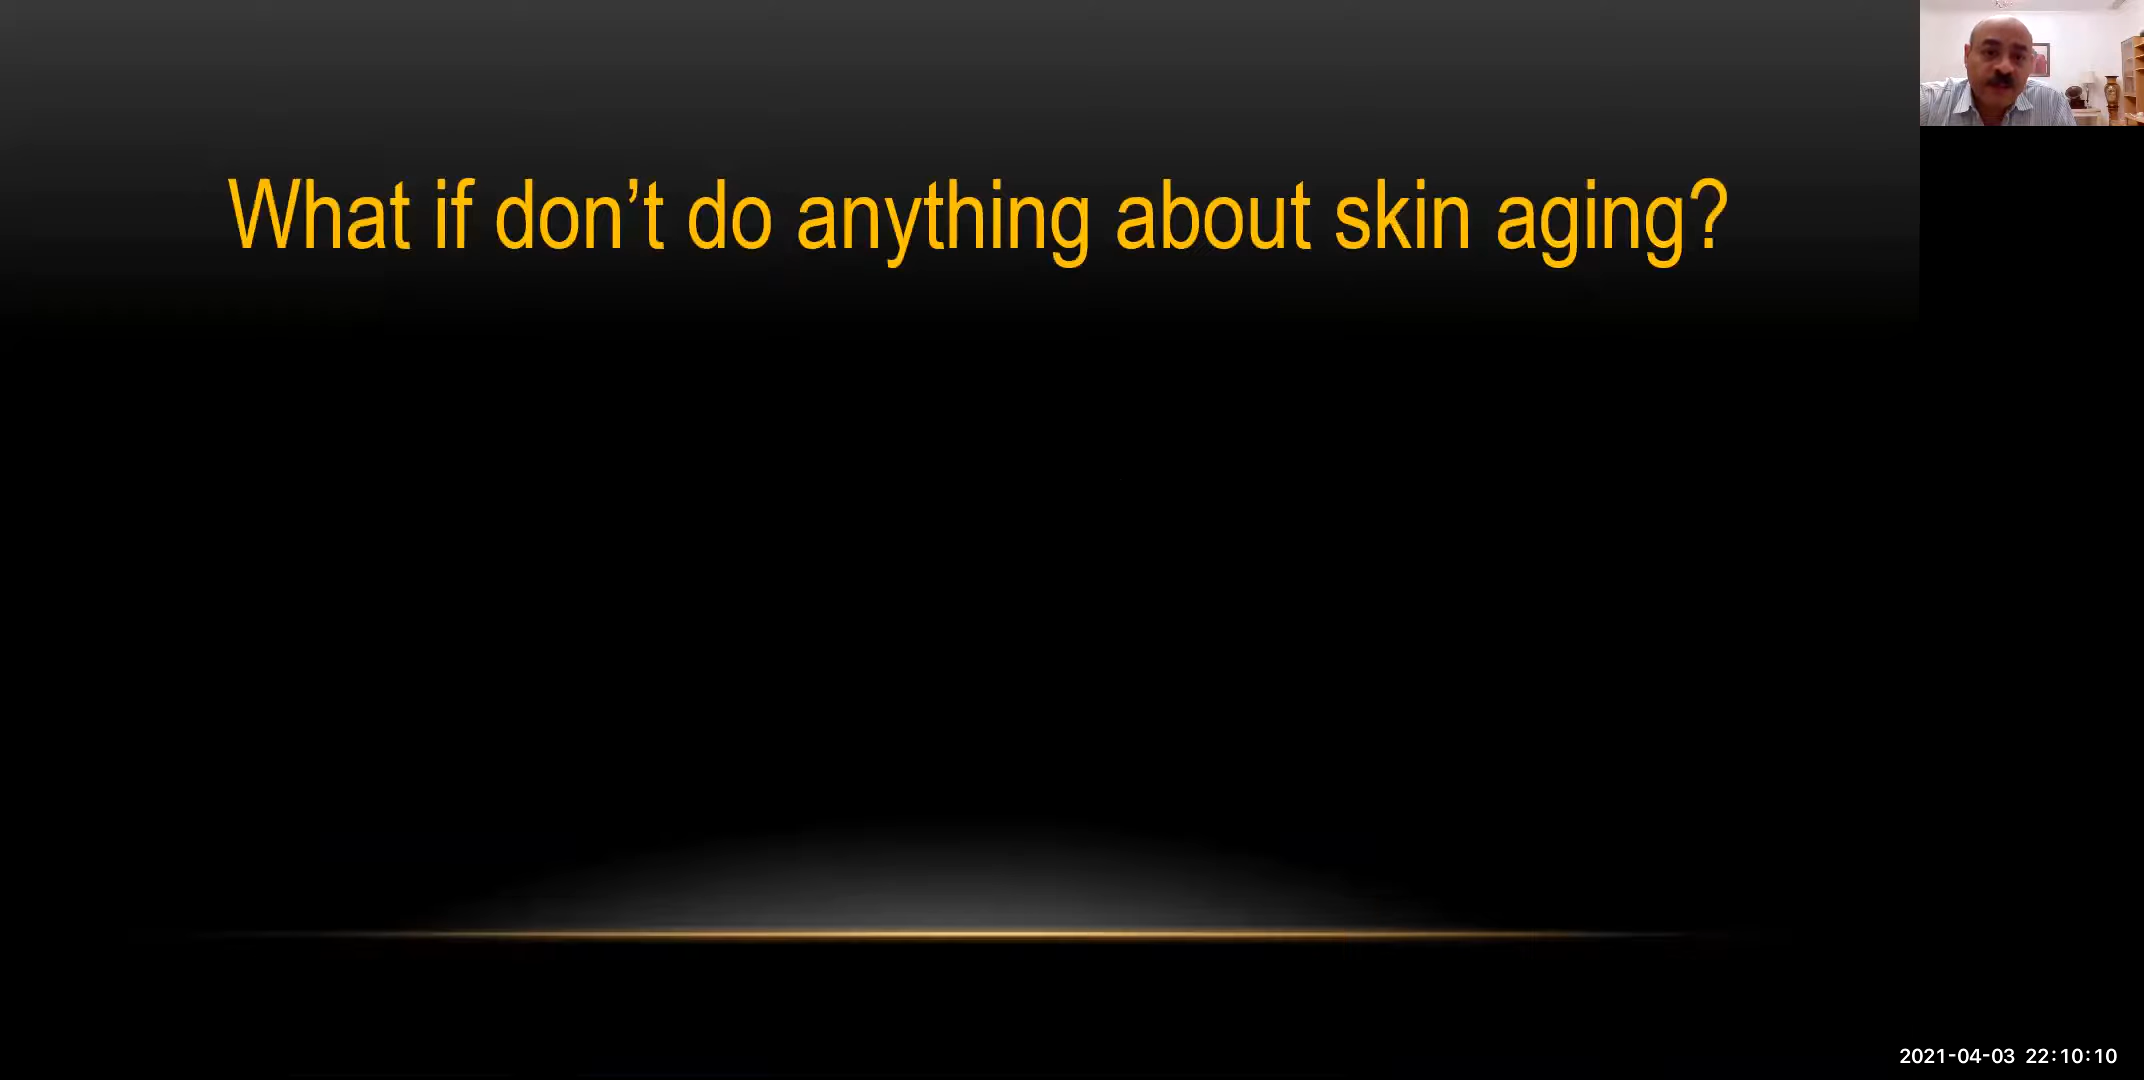 What if don’t do anything about skin aging?
2021-04-03 22:10:10